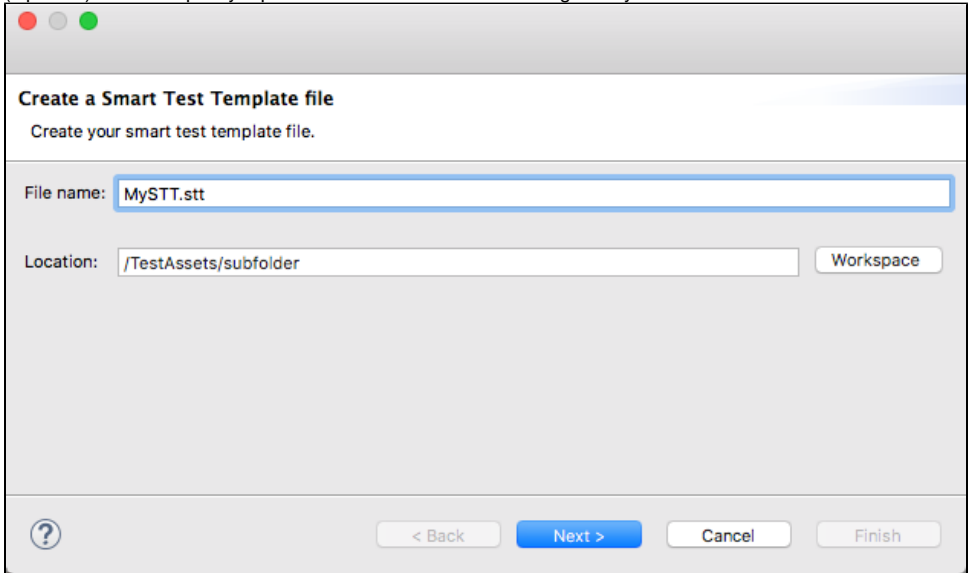 Create a Smart Test Template file
Create your smart test template file.
File name: MySTT.stt
Location: /TestAssets/subfolder Workspace
? < Back Next > Cancel Finish